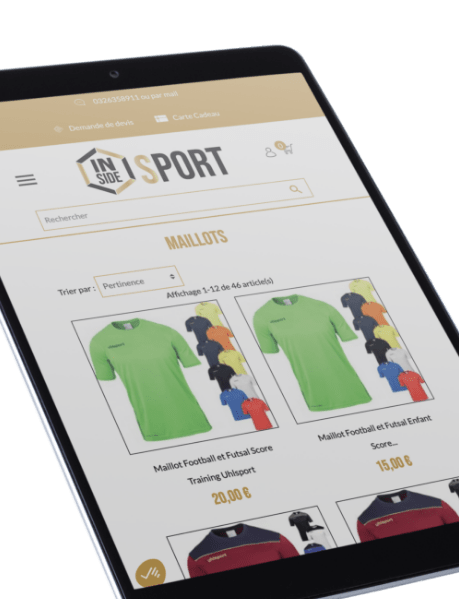 0326358911 ou par mail
Demande de devis
Carte Cadeau
IN
SIDE
SPORT
0
Rechercher
MAILLOTS
Trier par :
Pertinence
Affichage 1-12 de 46 article(s)
uhlsport
Maillot Football et Futsal Score
Training Uhlsport
20,00 €
Maillot Football et Futsal Enfant
Score...
15,00 €
uhlsport
uhlsport